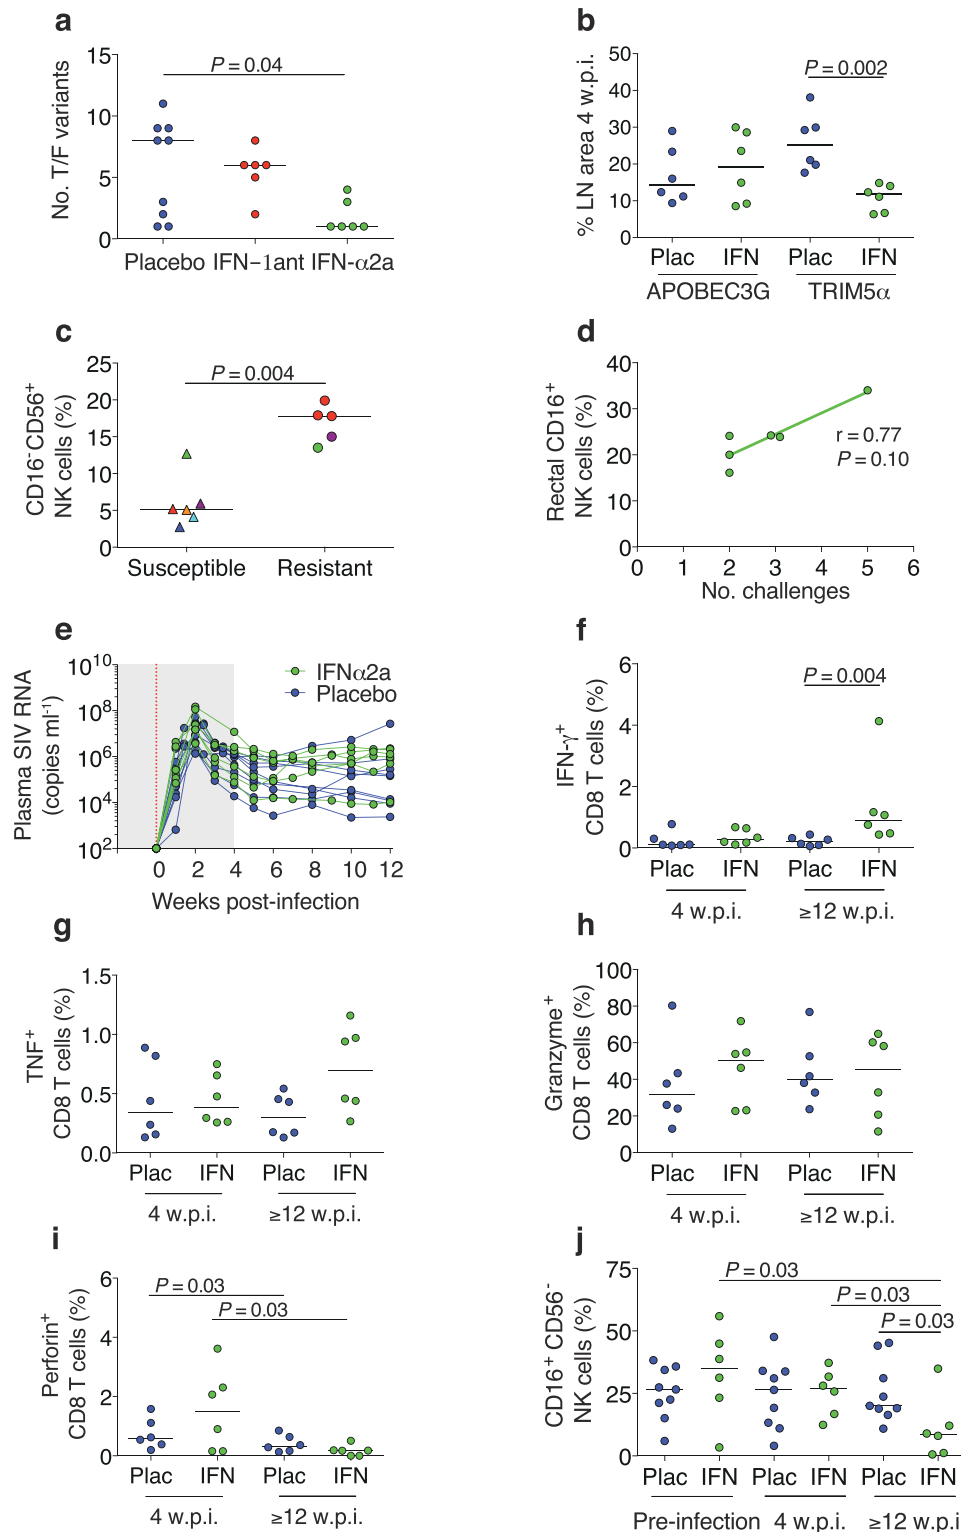 a
15
10
5
0
No. T/F variants
P = 0.04
Placebo IFN–1ant IFN-α2a
b
50
40
30
20
10
0
% LN area 4 w.p.i.
P = 0.002
Plac IFN Plac IFN
APOBEC3G TRIM5α
c
25
20
15
10
5
0
CD16⁻CD56⁺
NK cells (%)
P = 0.004
Susceptible Resistant
d
40
30
20
10
0
Rectal CD16⁺
NK cells (%)
r = 0.77
P = 0.10
0 1 2 3 4 5 6
No. challenges
e
10¹⁰
10⁸
10⁶
10⁴
10²
Plasma SIV RNA
(copies ml⁻¹)
IFNα2a
Placebo
0 2 4 6 8 10 12
Weeks post-infection
f
6
4
2
0
IFN-γ⁺
CD8 T cells (%)
P = 0.004
Plac IFN Plac IFN
4 w.p.i. ≥12 w.p.i.
g
1.5
1.0
0.5
0.0
TNF⁺
CD8 T cells (%)
Plac IFN Plac IFN
4 w.p.i. ≥12 w.p.i.
h
100
80
60
40
20
0
Granzyme⁺
CD8 T cells (%)
Plac IFN Plac IFN
4 w.p.i. ≥12 w.p.i.
i
6
4
2
0
Perforin⁺
CD8 T cells (%)
P = 0.03
P = 0.03
Plac IFN Plac IFN
4 w.p.i. ≥12 w.p.i.
j
75
50
25
0
CD16⁺ CD56⁻
NK cells (%)
P = 0.03
P = 0.03
P = 0.03
Plac IFN Plac IFN Plac IFN
Pre-infection 4 w.p.i. ≥12 w.p.i